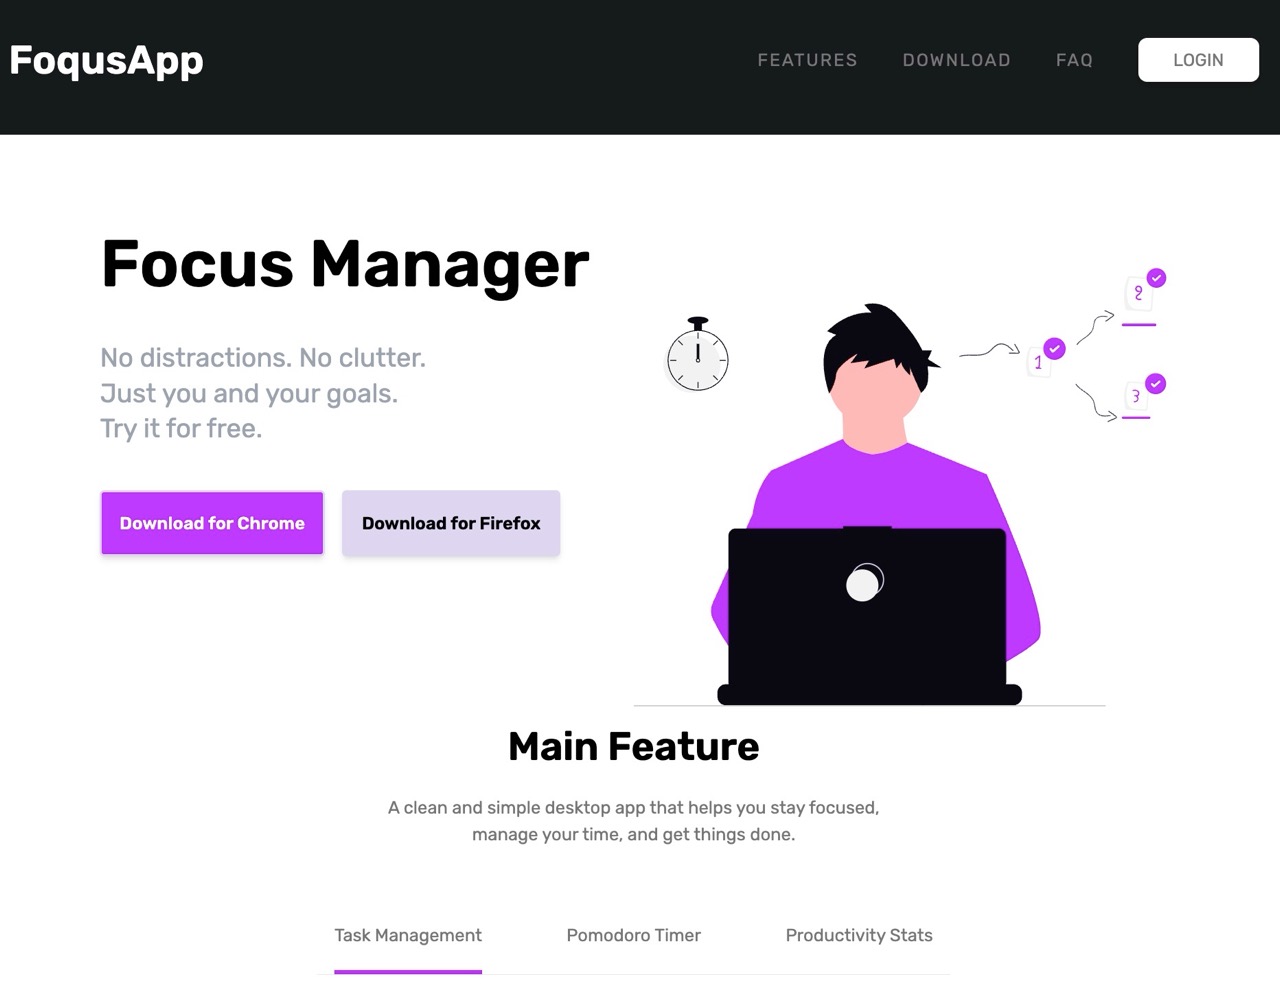 FoqusApp
FEATURES DOWNLOAD FAQ LOGIN
Focus Manager
No distractions. No clutter.
Just you and your goals.
Try it for free.
Download for Chrome Download for Firefox
2
1
3
Main Feature
A clean and simple desktop app that helps you stay focused,
manage your time, and get things done.
Task Management Pomodoro Timer Productivity Stats